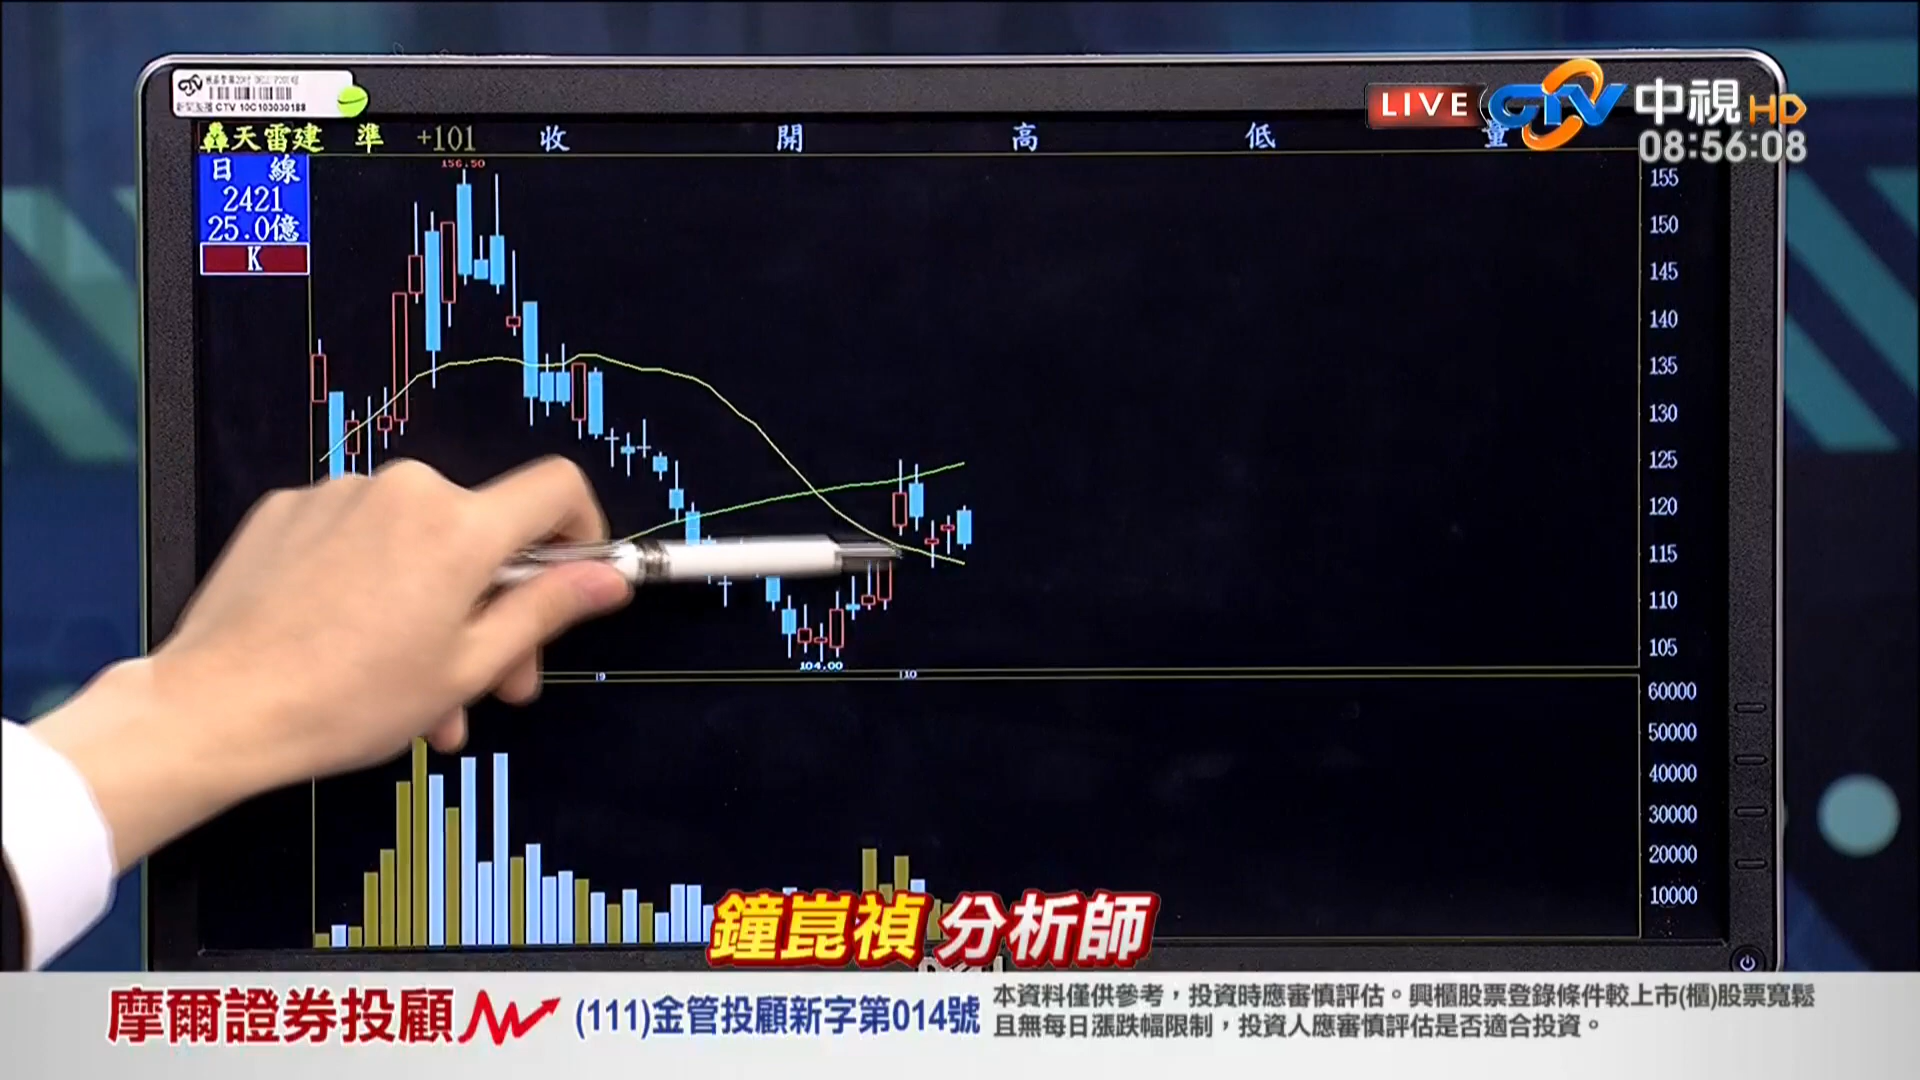 CTV 10C103030188
LIVE CTV 中視HD
08:56:08
轟天雷建 準 +101 收 開 高 低 量
日 線
2421
25.0億
K
156.50
155
150
145
140
135
130
125
120
115
110
105
104.00
9 10
60000
50000
40000
30000
20000
10000
鐘崑禎 分析師
摩爾證券投顧 (111)金管投顧新字第014號
本資料僅供參考，投資時應審慎評估。興櫃股票登錄條件較上市(櫃)股票寬鬆
且無每日漲跌幅限制，投資人應審慎評估是否適合投資。